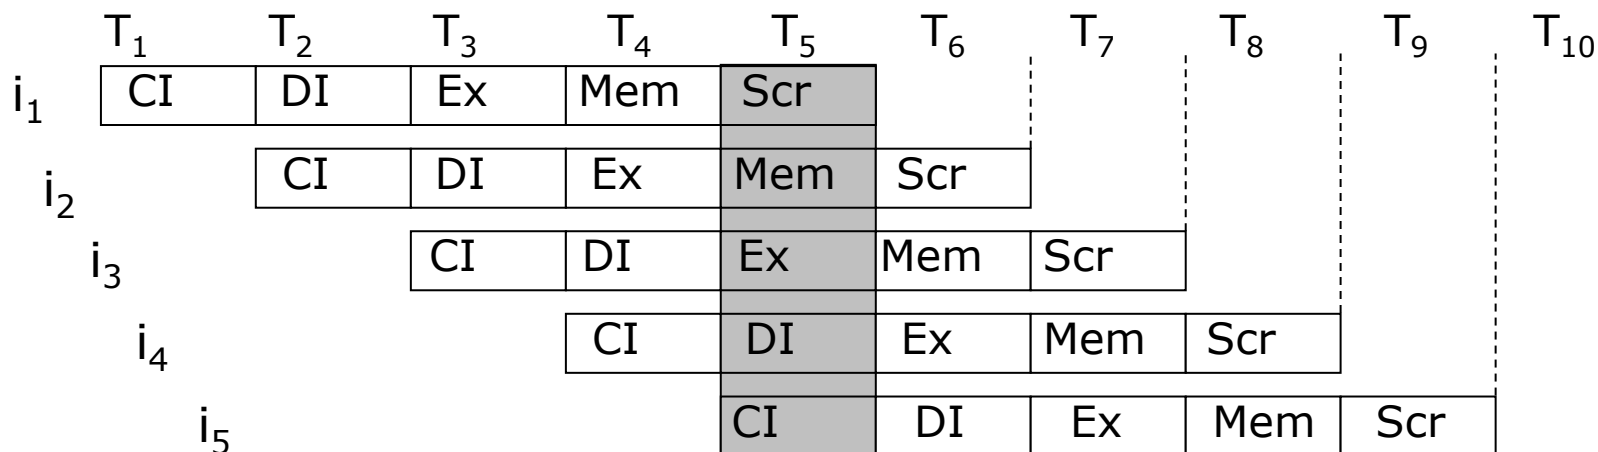 T₁ T₂ T₃ T₄ T₅ T₆ T₇ T₈ T₉ T₁₀
i₁ CI DI Ex Mem Scr
i₂ CI DI Ex Mem Scr
i₃ CI DI Ex Mem Scr
i₄ CI DI Ex Mem Scr
i₅ CI DI Ex Mem Scr